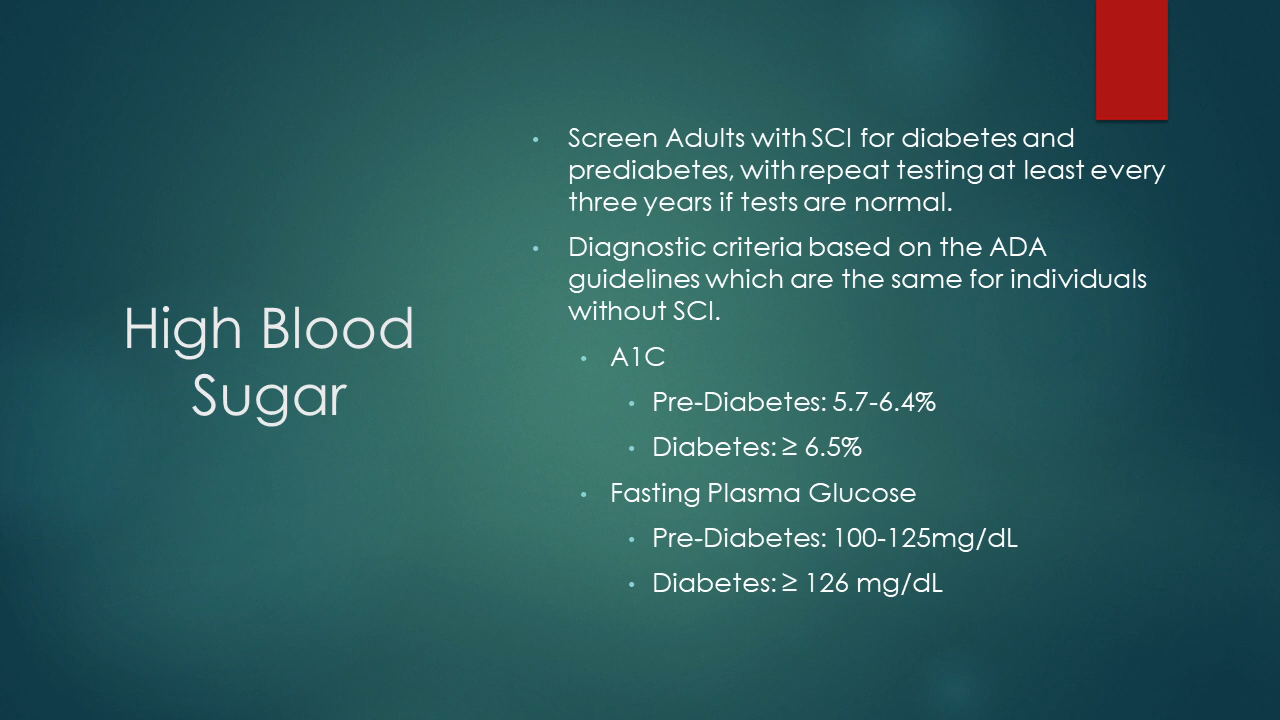 High Blood
Sugar
• Screen Adults with SCI for diabetes and
prediabetes, with repeat testing at least every
three years if tests are normal.
• Diagnostic criteria based on the ADA
guidelines which are the same for individuals
without SCI.
• A1C
• Pre-Diabetes: 5.7-6.4%
• Diabetes: ≥ 6.5%
• Fasting Plasma Glucose
• Pre-Diabetes: 100-125mg/dL
• Diabetes: ≥ 126 mg/dL